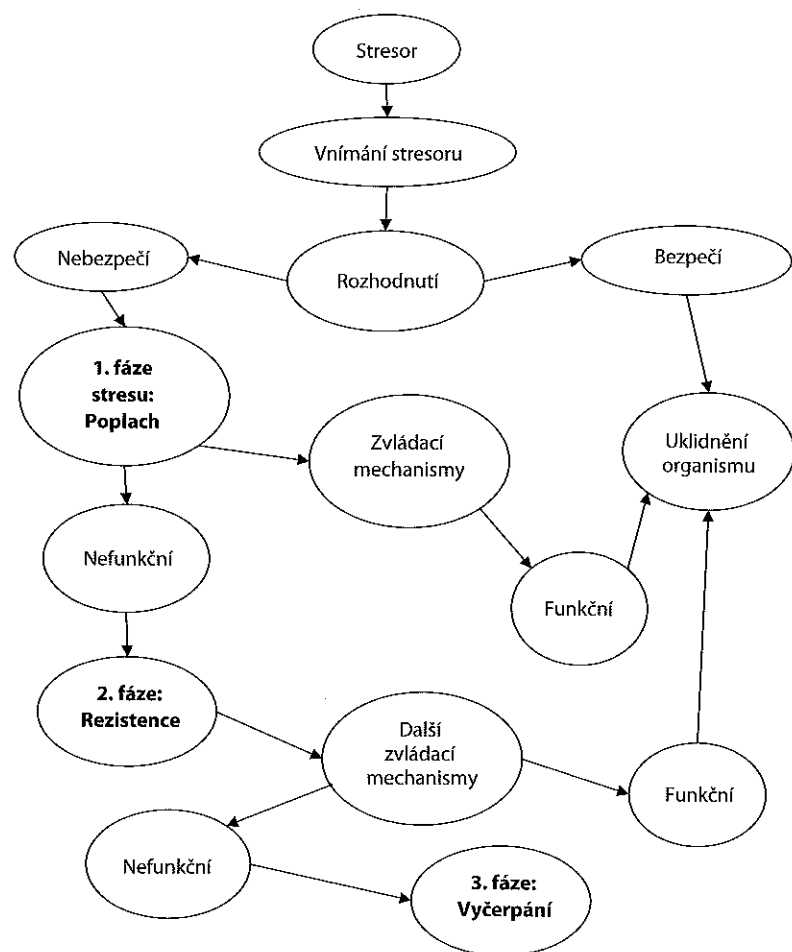 Stresor
Vnímání stresoru
Nebezpečí
Rozhodnutí
Bezpečí
1. fáze
stresu:
Poplach
Zvládací
mechanismy
Uklidnění
organismu
Nefunkční
Funkční
2. fáze:
Rezistence
Další
zvládací
mechanismy
Funkční
Nefunkční
3. fáze:
Vyčerpání